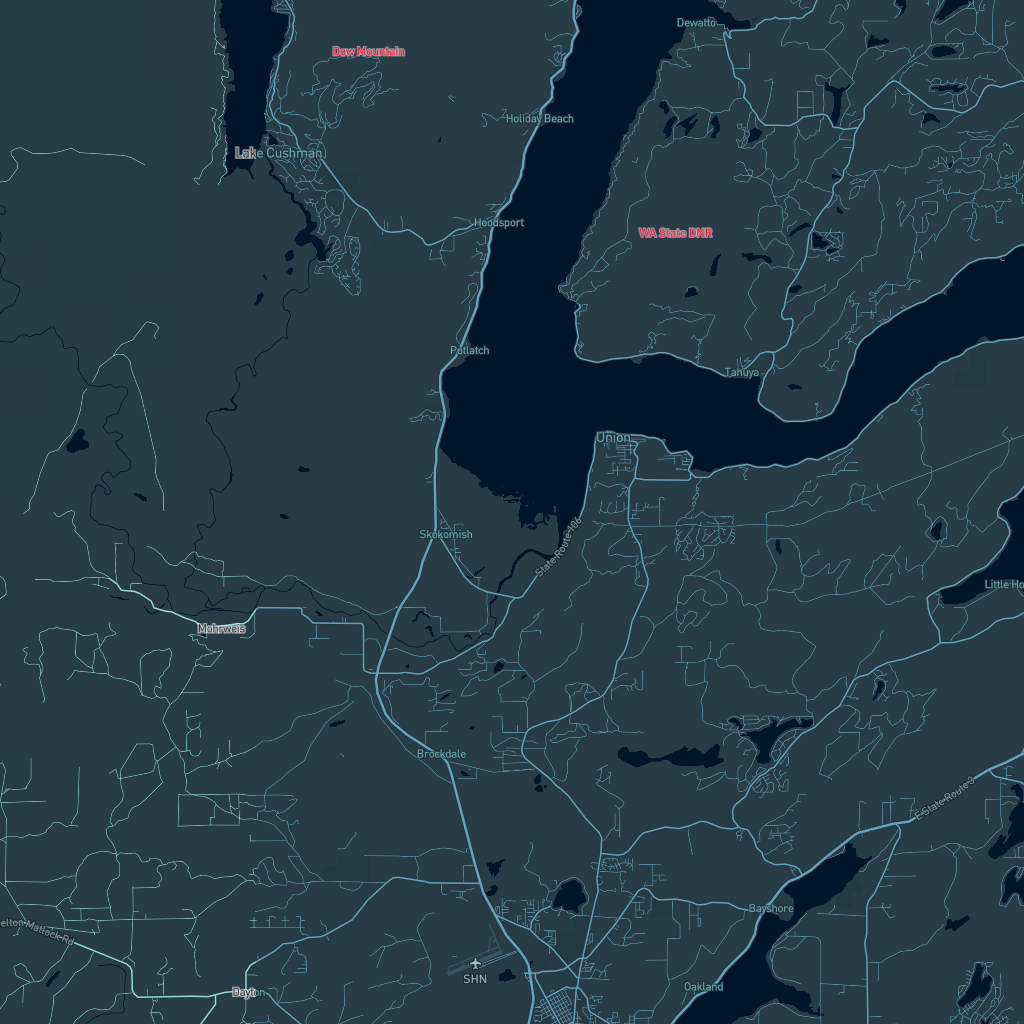 Dewatto
Dow Mountain
Holiday Beach
Lake Cushman
Hoodsport
WA State DNR
Potlatch
Tahuya
Union
Skokomish
State Route 106
Little Ho
Mohrweis
Brockdale
E State Route 3
Bayshore
elton Matlock Rd
SHN
Oakland
Dayton